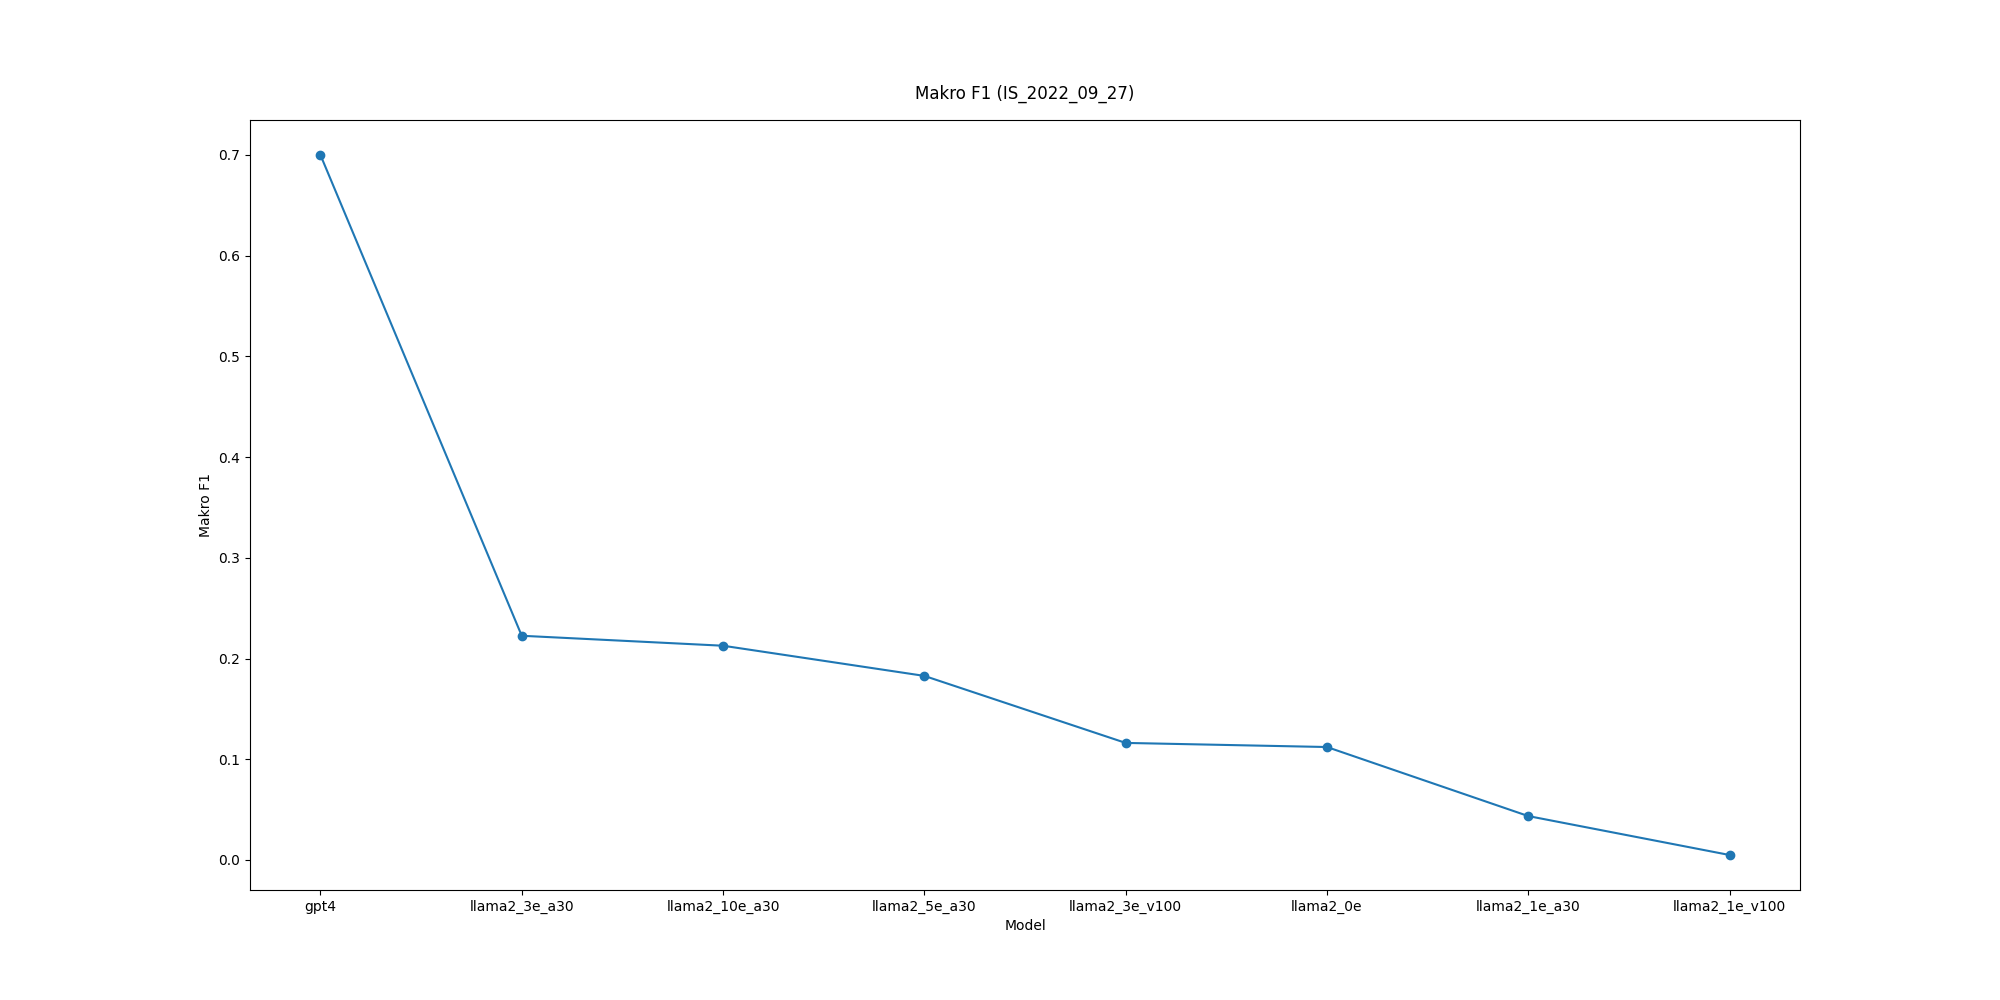 Makro F1 (IS_2022_09_27)
0.7
0.6
0.5
0.4
0.3
0.2
0.1
0.0
Makro F1
gpt4 llama2_3e_a30 llama2_10e_a30 llama2_5e_a30 llama2_3e_v100 llama2_0e llama2_1e_a30 llama2_1e_v100
Model